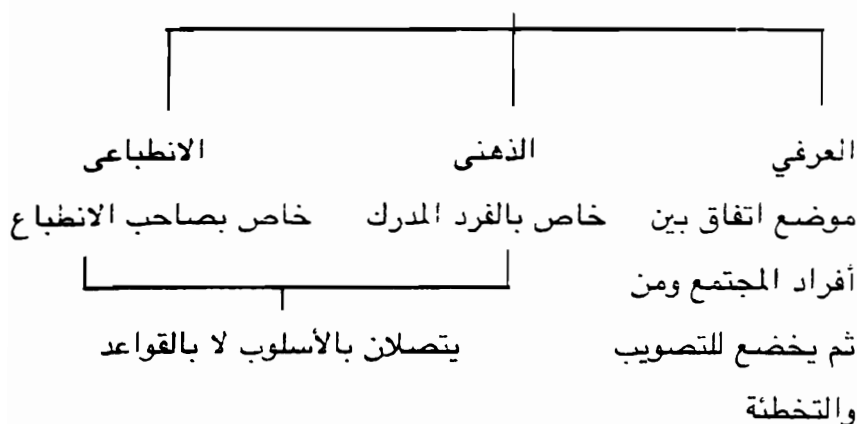 العرفي الذهنى الانطباعى
موضع اتفاق بين خاص بالفرد المدرك خاص بصاحب الانطباع
أفراد المجتمع ومن
ثم يخضع للتصويب يتصلان بالأسلوب لا بالقواعد
والتخطئة